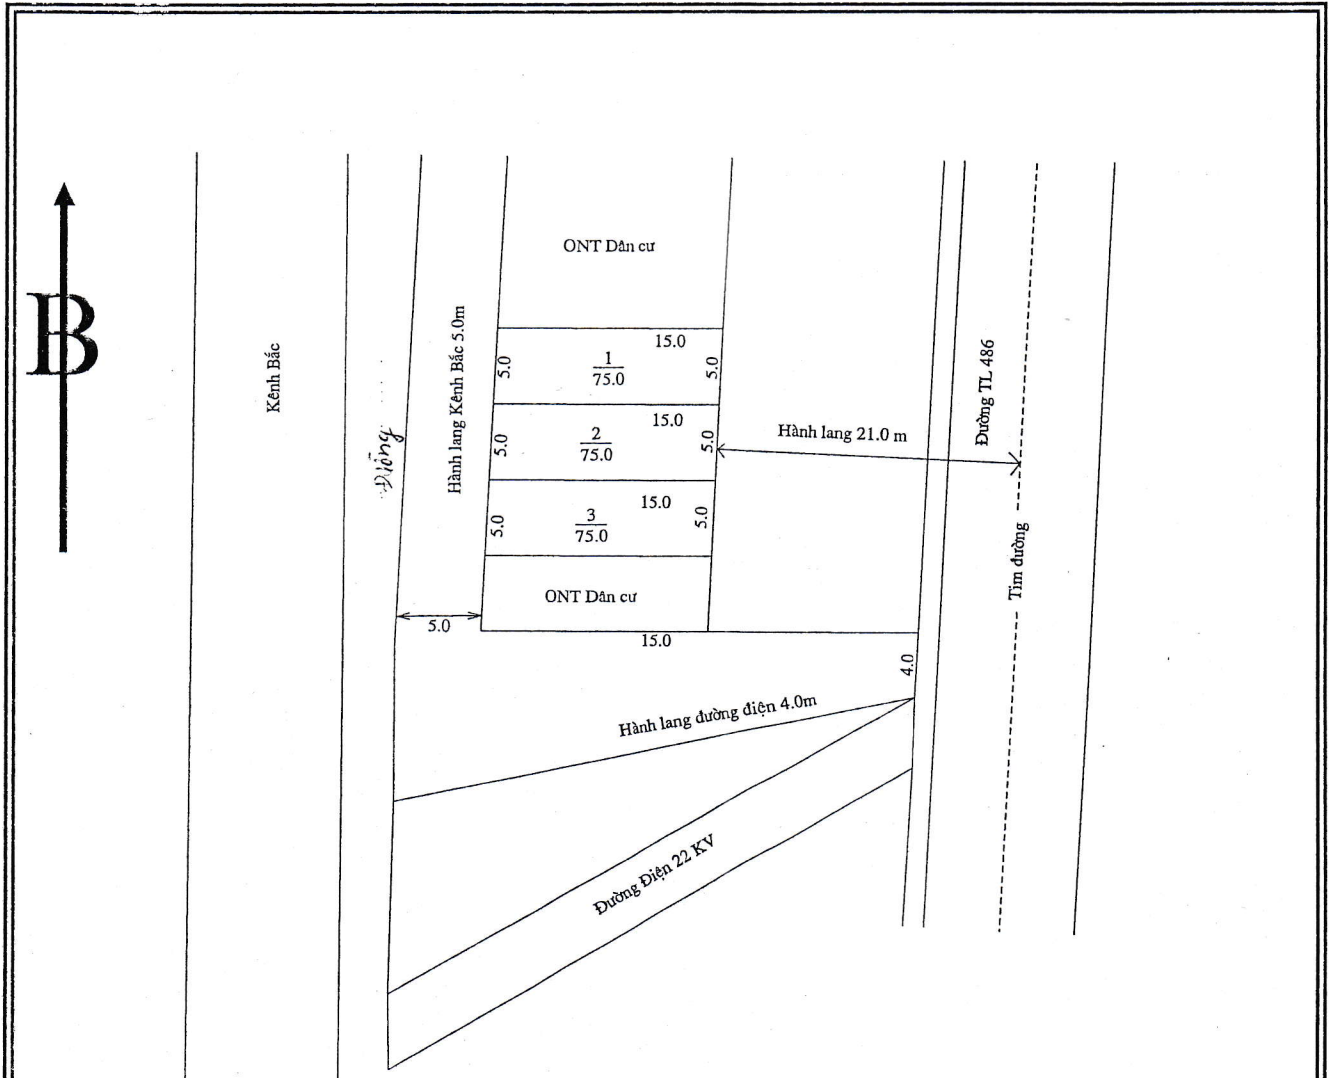 B
Kênh Bắc
Đường
Hành lang Kênh Bắc 5.0m
ONT Dân cư
15.0
5.0
1
75.0
5.0
15.0
5.0
2
75.0
5.0
15.0
5.0
3
75.0
5.0
ONT Dân cư
5.0
15.0
Hành lang 21.0 m
Đường TL 486
Tim đường
4.0
Hành lang đường điện 4.0m
Đường Điện 22 KV